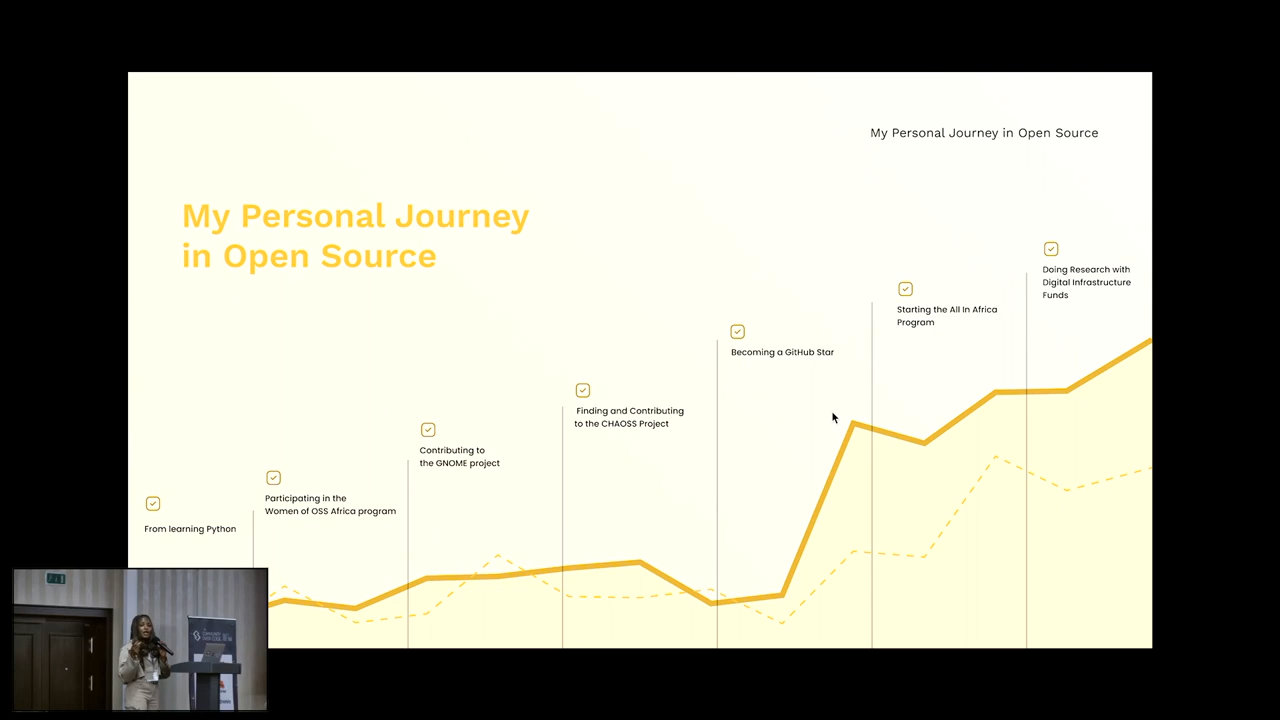 My Personal Journey in Open Source
My Personal Journey
in Open Source
Doing Research with
Digital Infrastructure
Funds
Starting the All In Africa
Program
Becoming a GitHub Star
Finding and Contributing
to the CHAOSS Project
Contributing to
the GNOME project
Participating in the
Women of OSS Africa program
From learning Python